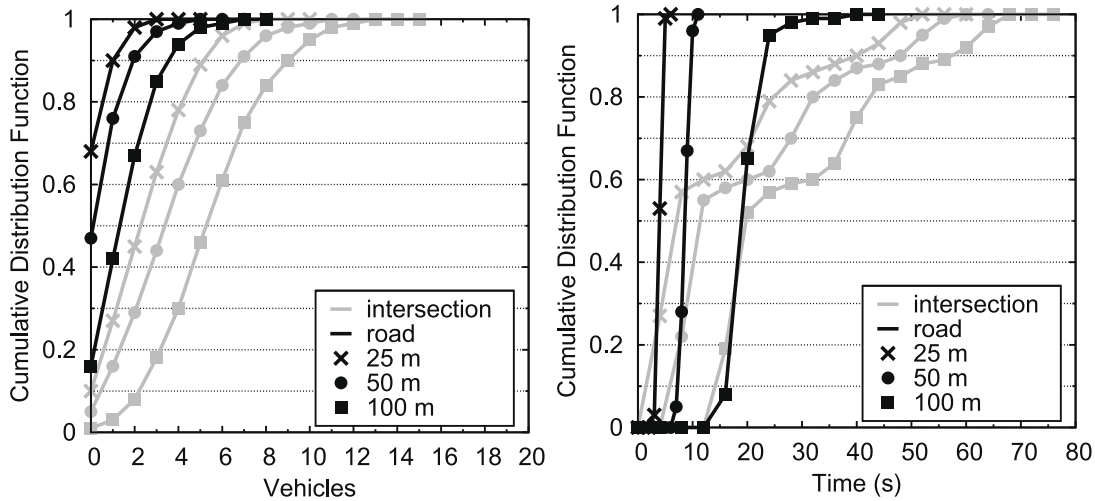 Cumulative Distribution Function
1
0.8
0.6
0.4
0.2
0
0 2 4 6 8 10 12 14 16 18 20
Vehicles
intersection
road
25 m
50 m
100 m
Cumulative Distribution Function
1
0.8
0.6
0.4
0.2
0
0 10 20 30 40 50 60 70 80
Time (s)
intersection
road
25 m
50 m
100 m